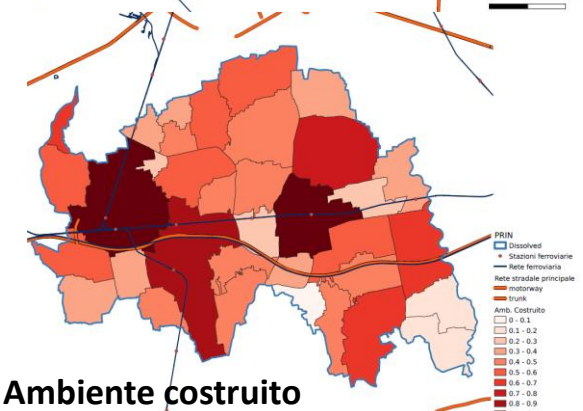 PRIN
Dissolved
Stazioni ferroviarie
Rete ferroviaria
Rete stradale principale
motorway
trunk
Amb. Costruito
0 - 0.1
0.1 - 0.2
0.2 - 0.3
0.3 - 0.4
0.4 - 0.5
0.5 - 0.6
0.6 - 0.7
0.7 - 0.8
0.8 - 0.9
Ambiente costruito